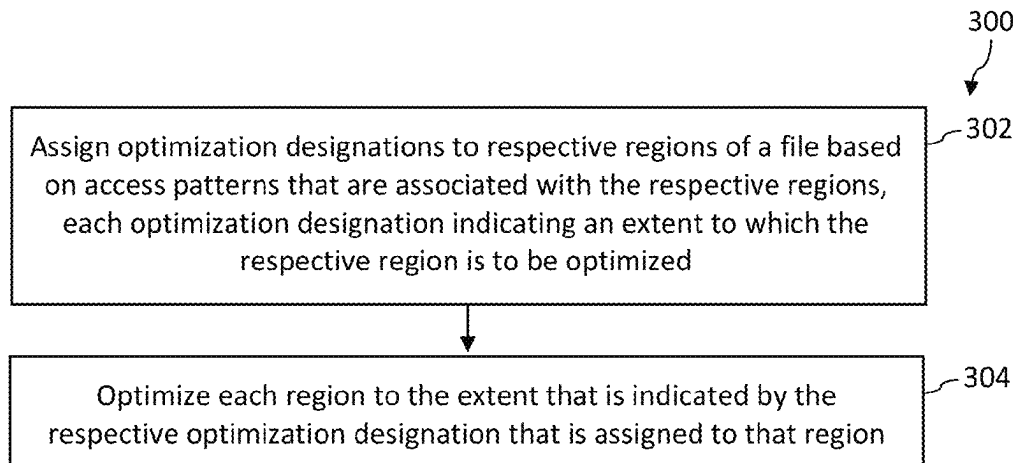 300
302
Assign optimization designations to respective regions of a file based
on access patterns that are associated with the respective regions,
each optimization designation indicating an extent to which the
respective region is to be optimized
304
Optimize each region to the extent that is indicated by the
respective optimization designation that is assigned to that region